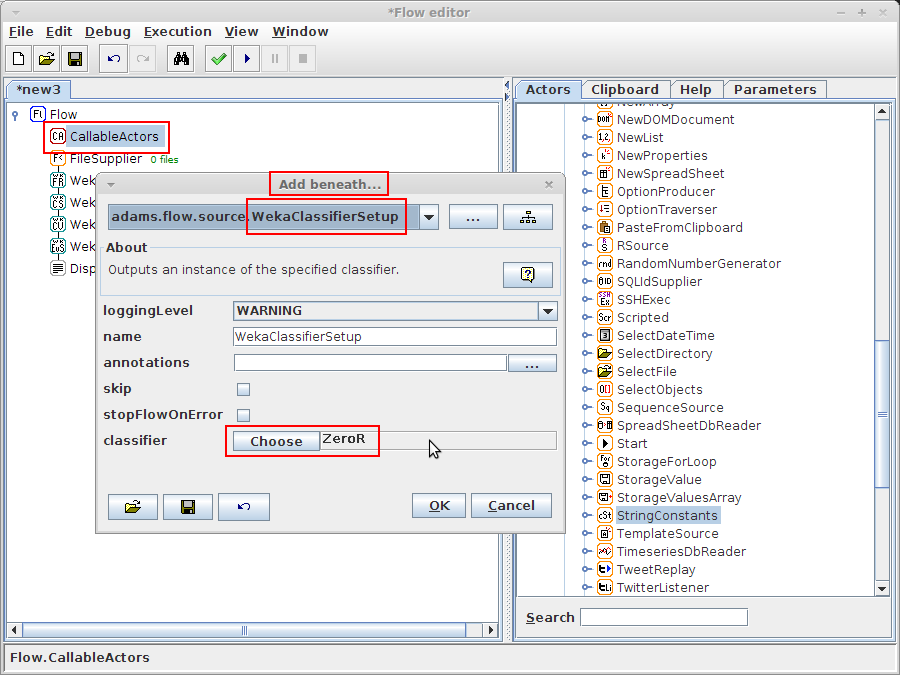 *Flow editor
File Edit Debug Execution View Window
*new3
Flow
CallableActors
FileSupplier 0 files
Wek
Wek
Wek
Wek
Disp
Add beneath...
adams.flow.source.WekaClassifierSetup
...
About
Outputs an instance of the specified classifier.
loggingLevel WARNING
name WekaClassifierSetup
annotations ...
skip
stopFlowOnError
classifier Choose ZeroR
OK Cancel
Actors Clipboard Help Parameters
NewArray
NewDOMDocument
NewList
NewProperties
NewSpreadSheet
OptionProducer
OptionTraverser
PasteFromClipboard
RSource
RandomNumberGenerator
SQLIdSupplier
SSHExec
Scripted
SelectDateTime
SelectDirectory
SelectFile
SelectObjects
SequenceSource
SpreadSheetDbReader
Start
StorageForLoop
StorageValue
StorageValuesArray
StringConstants
TemplateSource
TimeseriesDbReader
TweetReplay
TwitterListener
Search
Flow.CallableActors